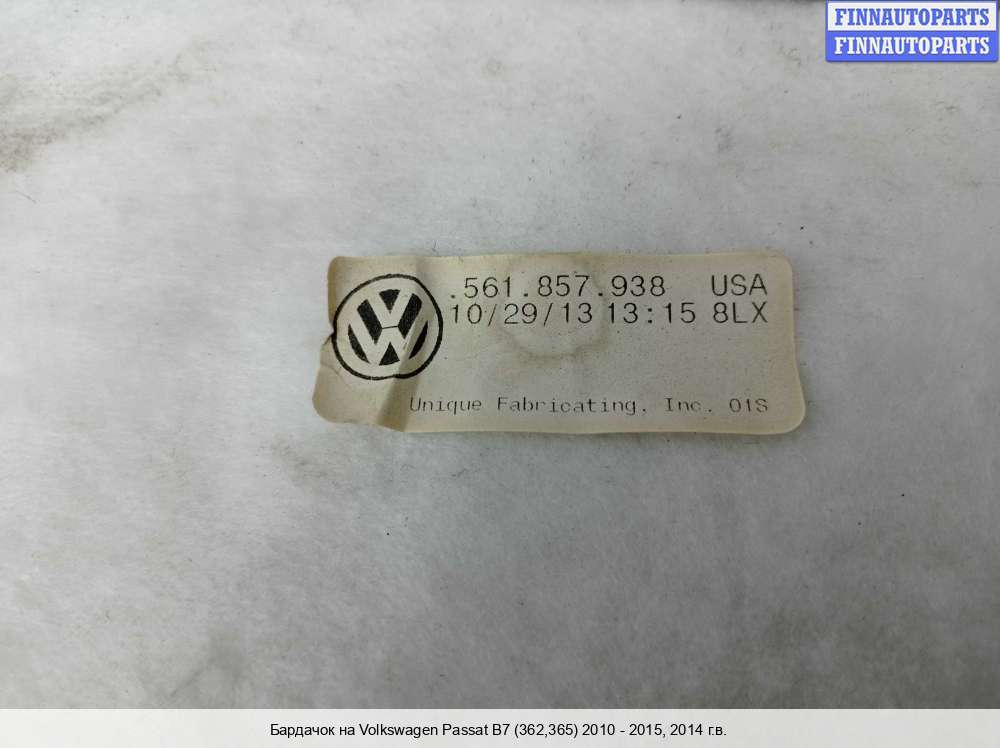 FINNAUTOPARTS
FINNAUTOPARTS
.561.857.938 USA
10/29/13 13:15 8LX
Unique Fabricating, Inc. 01S
Бардачок на Volkswagen Passat B7 (362,365) 2010 - 2015, 2014 г.в.